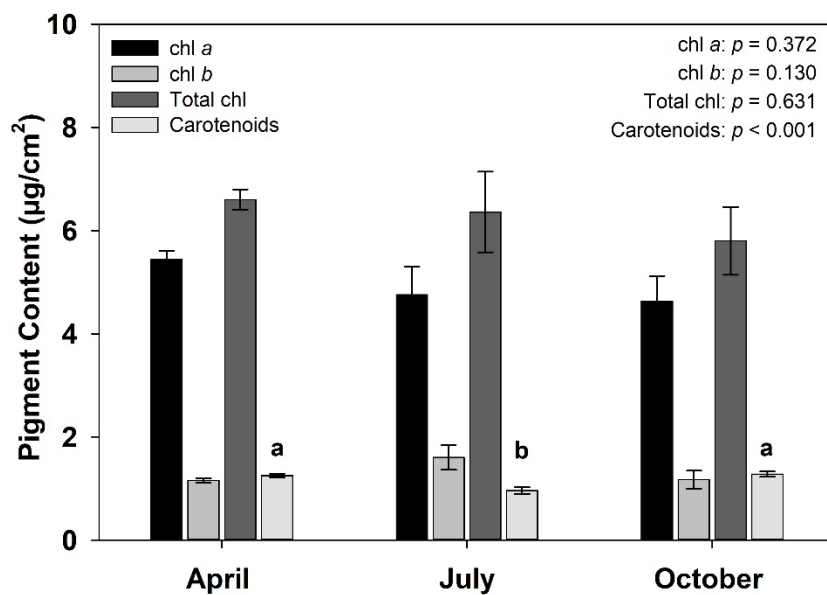 10
8
6
4
2
0
Pigment Content (µg/cm²)
chl a
chl b
Total chl
Carotenoids
chl a: p = 0.372
chl b: p = 0.130
Total chl: p = 0.631
Carotenoids: p < 0.001
a
b
a
April
July
October